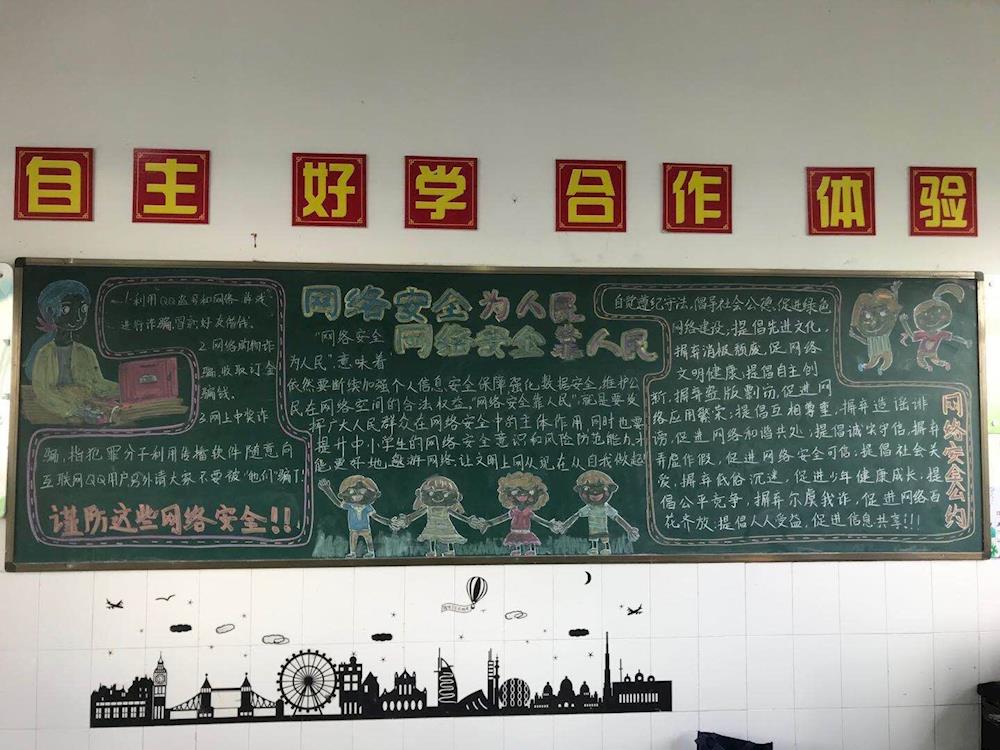 自主 好学 合作 体验
1.利用QQ盗号和网络游戏
进行诈骗,冒充好友借钱。
2.网络购物诈
骗,收取订金
骗钱。
3.网上中奖诈
骗,指犯罪分子利用传播软件随意向
互联网QQ用户
请大家不要被"他们"骗了!
谨防这些网络安全!!
网络安全为人民
网络安全靠人民
"网络安全
为人民",意味着
依然要断续加强个人信息安全保障强化数据安全,维护公
民在网络空间的合法权益。"网络安全靠人民",就是要发
挥广大人民群众在网络安全中的主体作用,同时也要
提升中小学生的网络安全意识和风险防范能力,才
能更好地遨游网络,让文明上网从现在从自我做起
自觉遵纪守法,倡导社会公德,促进绿色
网络建设;提倡先进文化,
摒弃消极颓废,促网络
文明健康;提倡自主创
新,摒弃盗版剽窃,促进网
络应用繁荣;提倡互相尊重,摒弃造谣诽
谤,促进网络和谐共处;提倡诚实守信,摒弃
弄虚作假,促进网络安全可信;提倡社会关
爱,摒弃低俗沉迷,促进少年健康成长;提
倡公平竞争,摒弃尔虞我诈,促进网络百
花齐放;提倡人人受益,促进信息共享!!!
网络安全公约